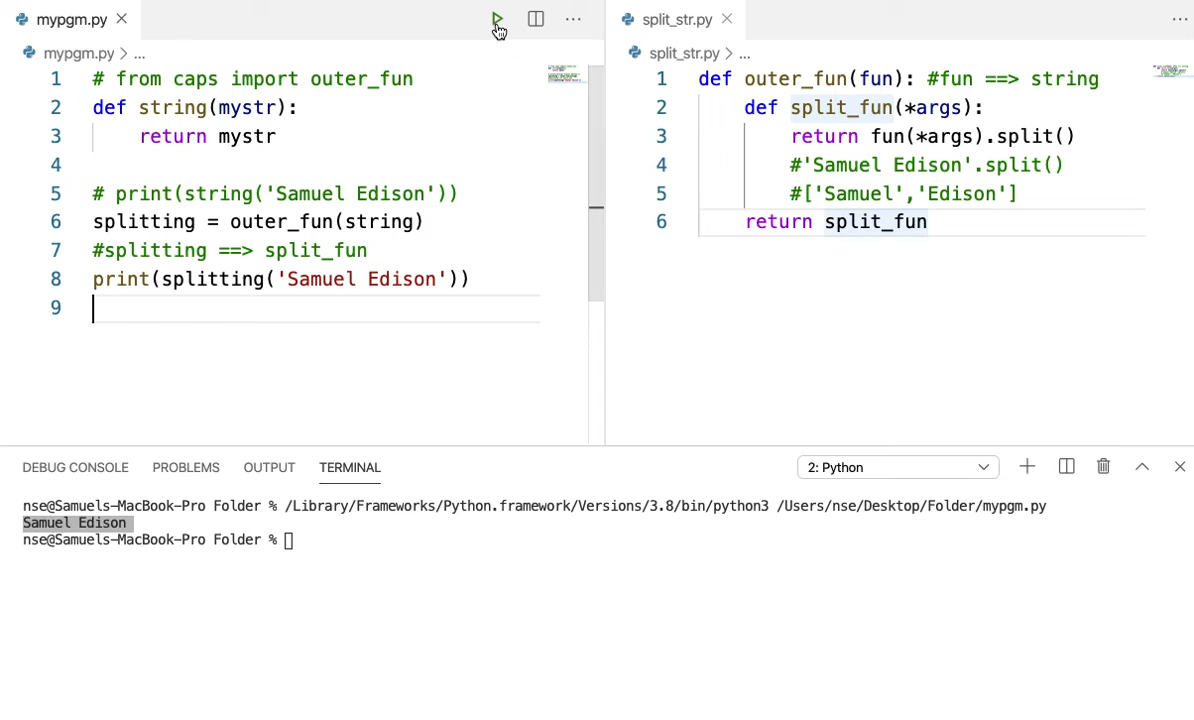 mypgm.py
split_str.py
mypgm.py > ...
split_str.py > ...
1 # from caps import outer_fun
2 def string(mystr):
3 return mystr
4
5 # print(string('Samuel Edison'))
6 splitting = outer_fun(string)
7 #splitting ==> split_fun
8 print(splitting('Samuel Edison'))
9
1 def outer_fun(fun): #fun ==> string
2 def split_fun(*args):
3 return fun(*args).split()
4 #'Samuel Edison'.split()
5 #['Samuel','Edison']
6 return split_fun
DEBUG CONSOLE PROBLEMS OUTPUT TERMINAL 2: Python
nse@Samuels-MacBook-Pro Folder % /Library/Frameworks/Python.framework/Versions/3.8/bin/python3 /Users/nse/Desktop/Folder/mypgm.py
Samuel Edison
nse@Samuels-MacBook-Pro Folder %